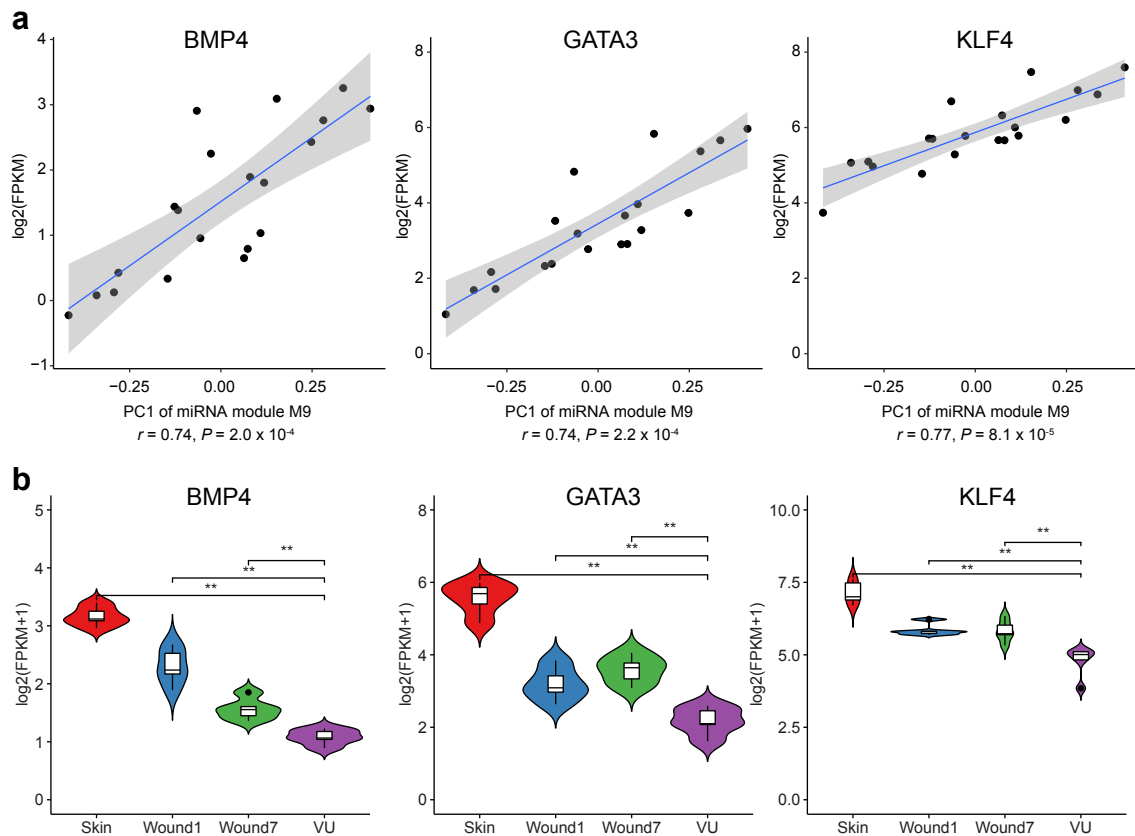 a
BMP4
GATA3
KLF4
log2(FPKM)
4
3
2
1
0
−1
−0.25
0.00
0.25
PC1 of miRNA module M9
r = 0.74, P = 2.0 x 10-4
log2(FPKM)
8
6
4
2
0
−0.25
0.00
0.25
PC1 of miRNA module M9
r = 0.74, P = 2.2 x 10-4
log2(FPKM)
8
6
4
2
0
−0.25
0.00
0.25
PC1 of miRNA module M9
r = 0.77, P = 8.1 x 10-5
b
BMP4
GATA3
KLF4
log2(FPKM+1)
5
4
3
2
1
0
**
**
**
Skin
Wound1
Wound7
VU
log2(FPKM+1)
8
6
4
2
0
**
**
**
Skin
Wound1
Wound7
VU
log2(FPKM+1)
10.0
7.5
5.0
2.5
0
**
**
**
Skin
Wound1
Wound7
VU